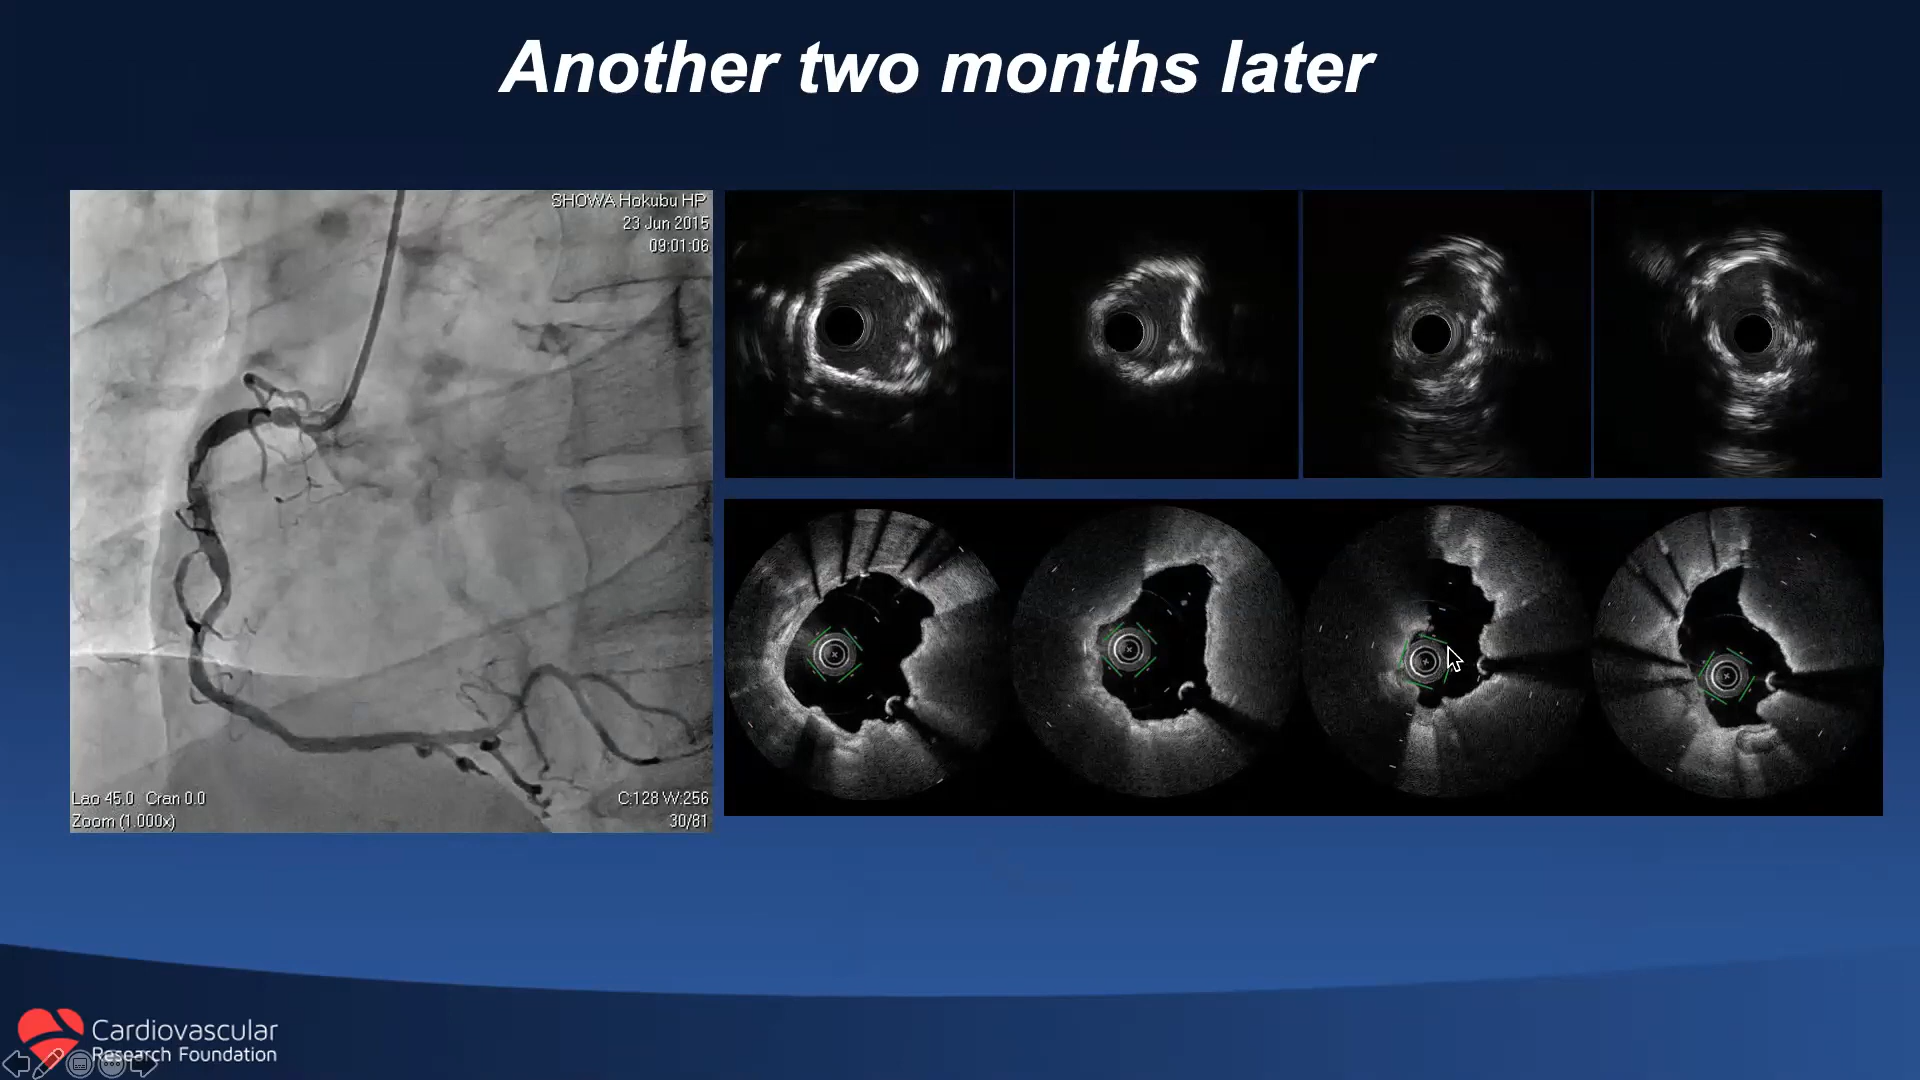 Another two months later
SHOWA Hokubu HP
23 Jun 2015
09:01:06
Lao 45.0 Cran 0.0
Zoom (1.000x)
C:128 W:256
30/81
Cardiovascular
Research Foundation